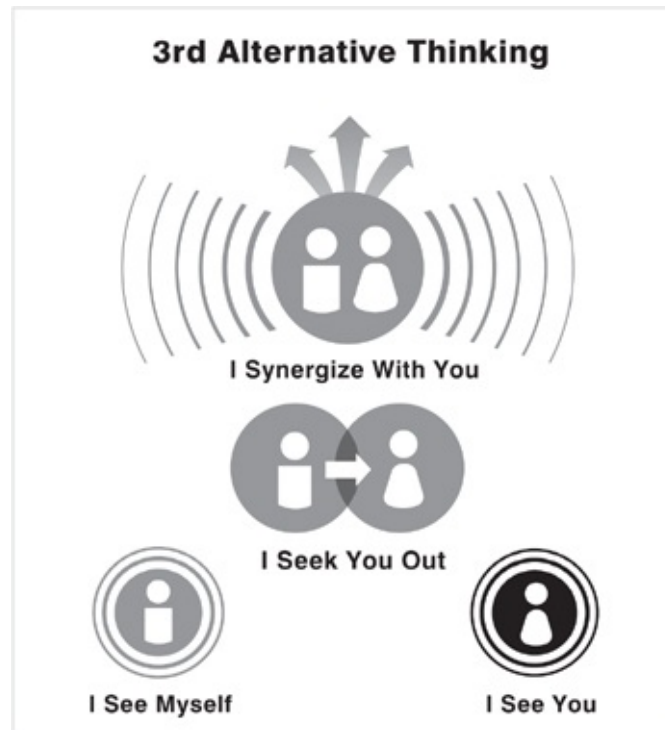 3rd Alternative Thinking
I Synergize With You
I Seek You Out
I See Myself
I See You